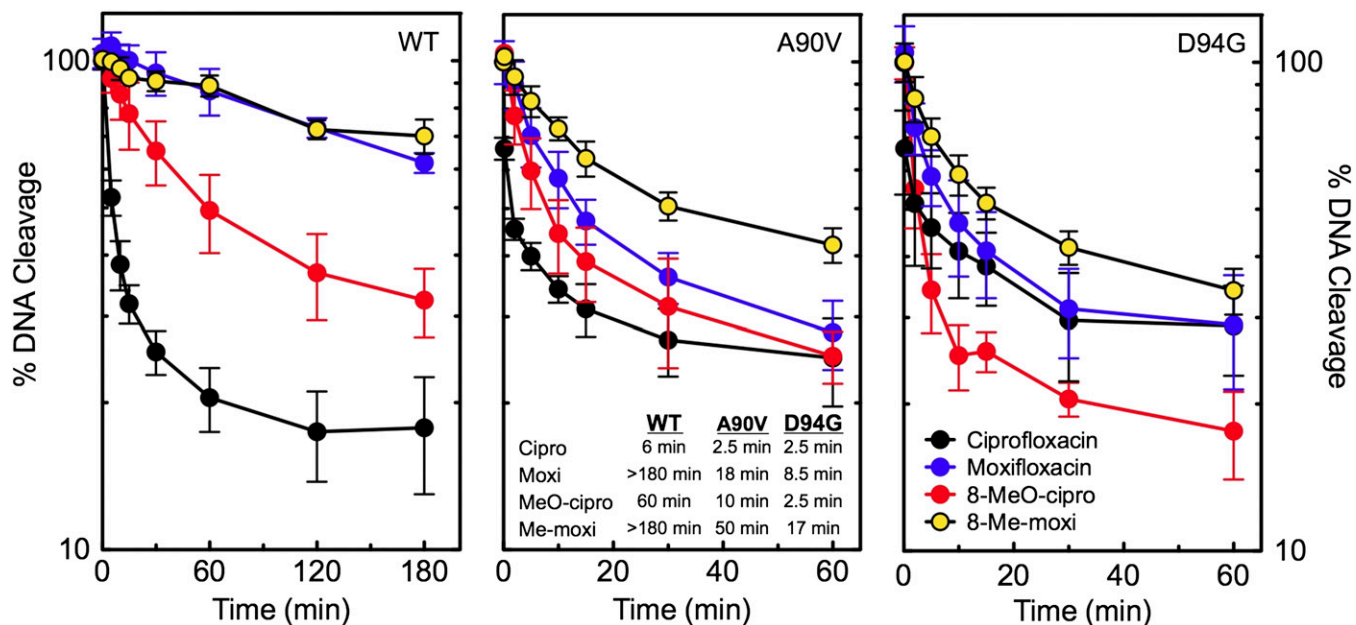 WT
A90V
D94G
100
10
% DNA Cleavage
0 60 120 180
Time (min)
0 20 40 60
Time (min)
0 20 40 60
Time (min)
100
10
% DNA Cleavage
WT A90V D94G
Cipro 6 min 2.5 min 2.5 min
Moxi >180 min 18 min 8.5 min
MeO-cipro 60 min 10 min 2.5 min
Me-moxi >180 min 50 min 17 min
Ciprofloxacin
Moxifloxacin
8-MeO-cipro
8-Me-moxi